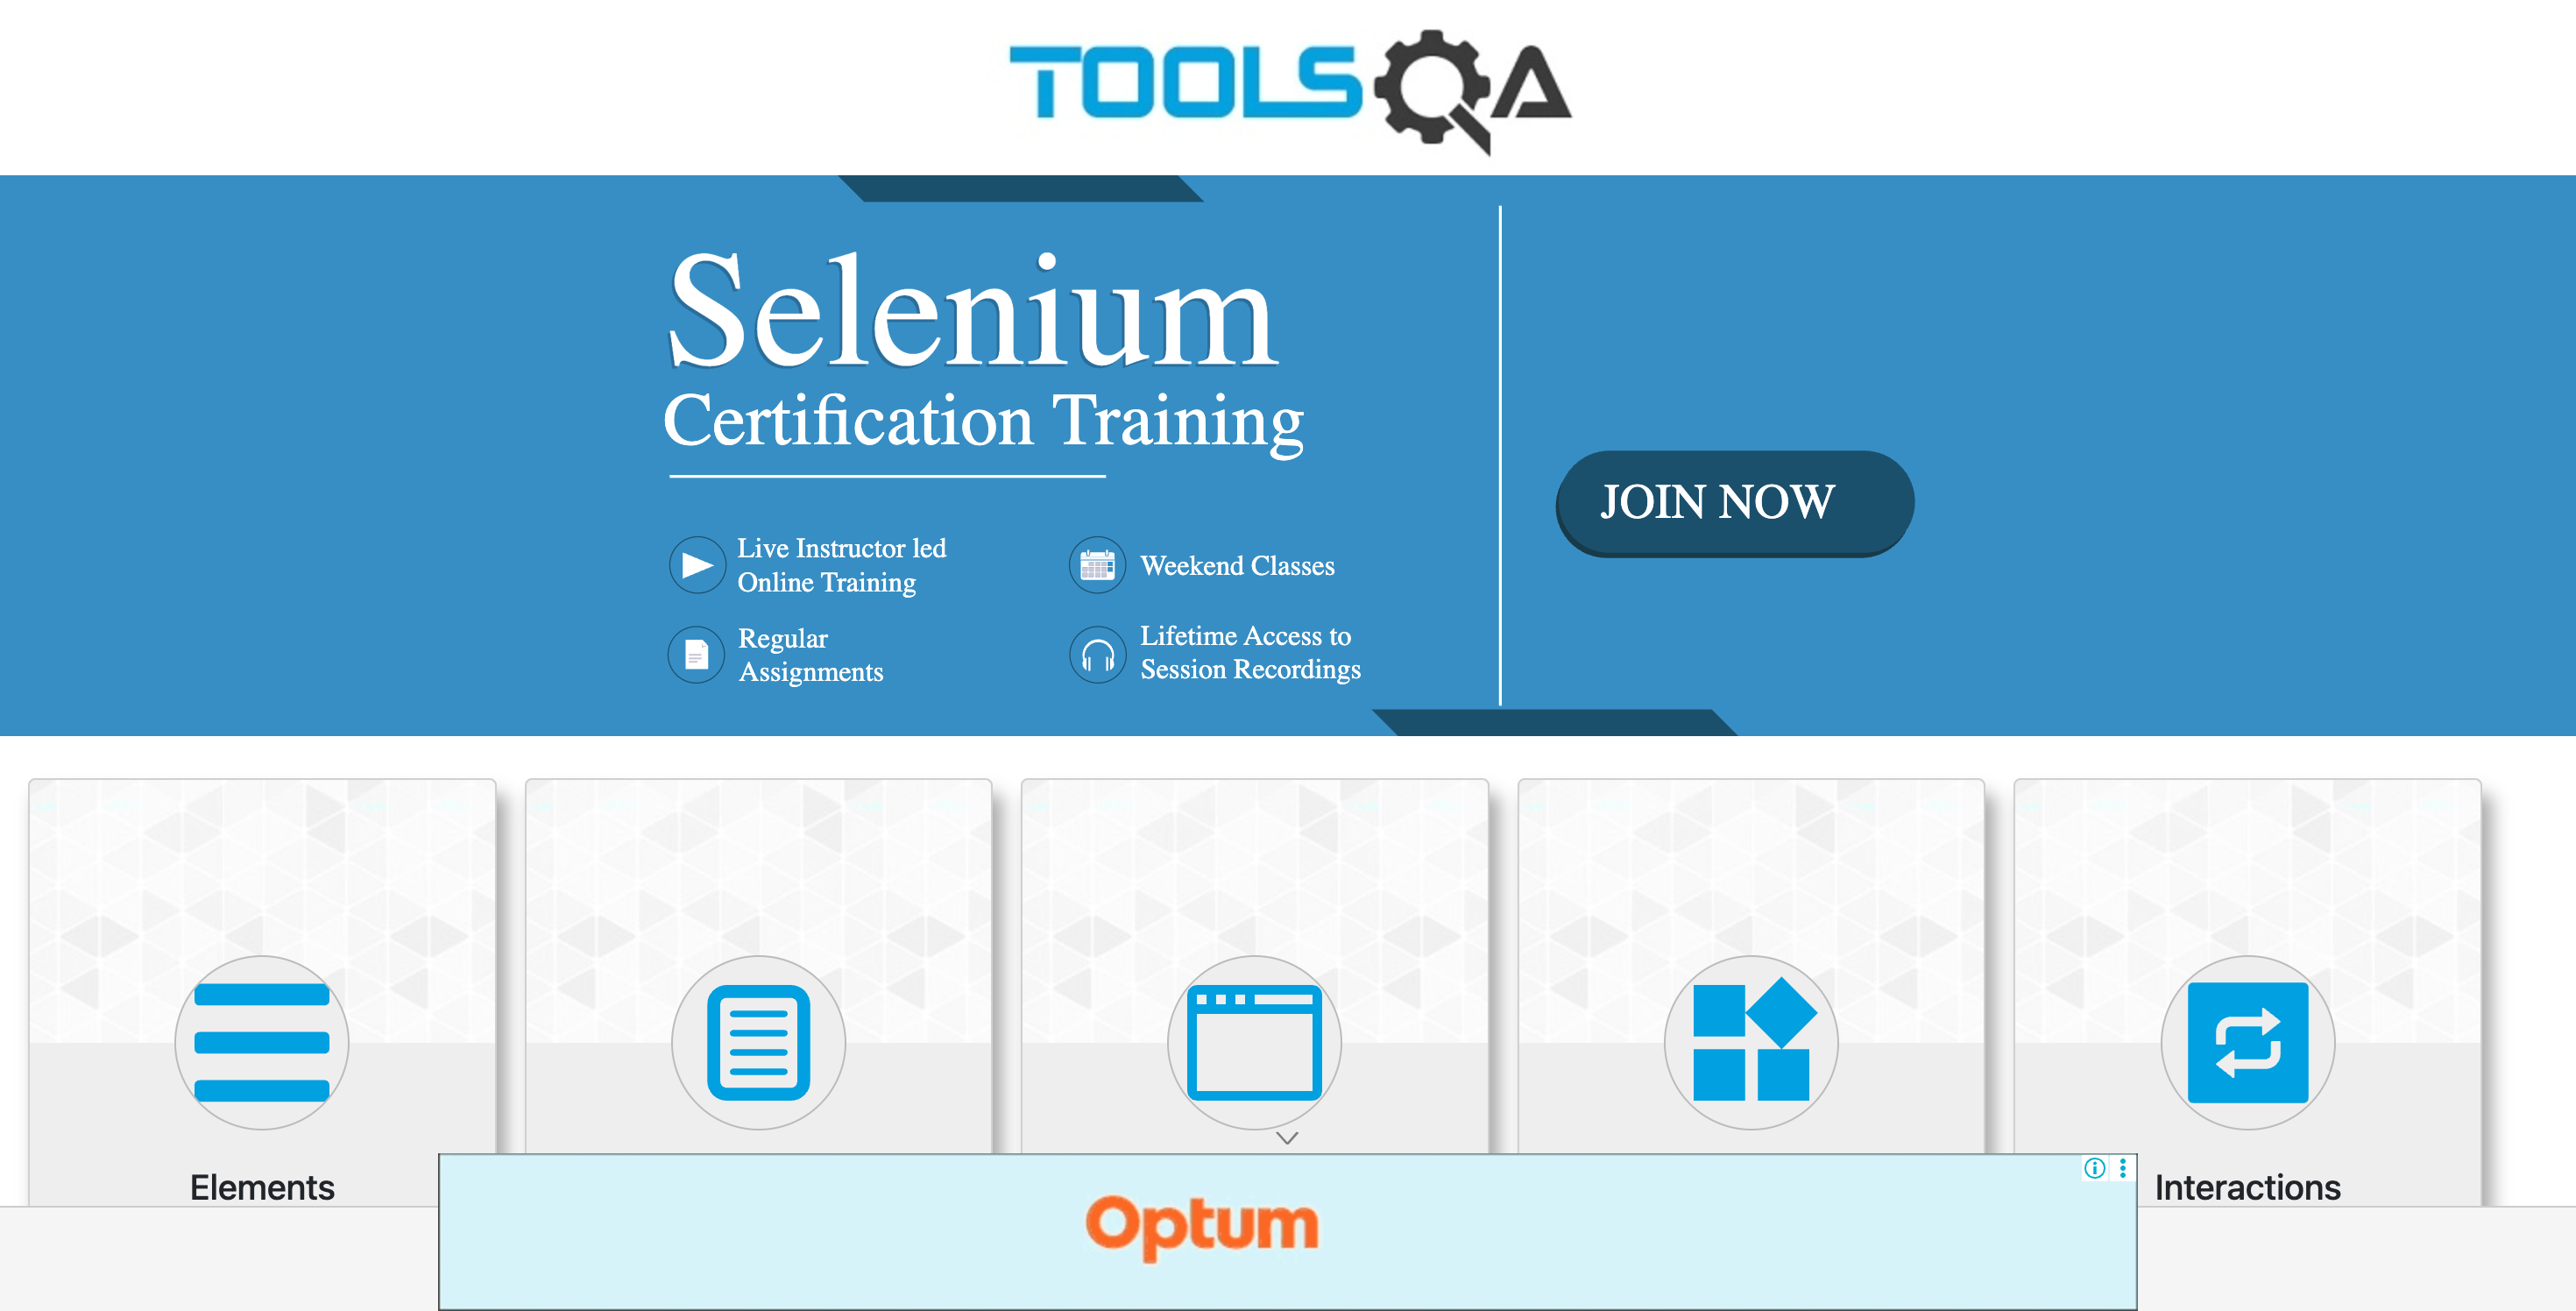 TOOLSQA
Selenium
Certification Training
JOIN NOW
Live Instructor led
Online Training
Weekend Classes
Regular
Assignments
Lifetime Access to
Session Recordings
Elements
Interactions
Optum